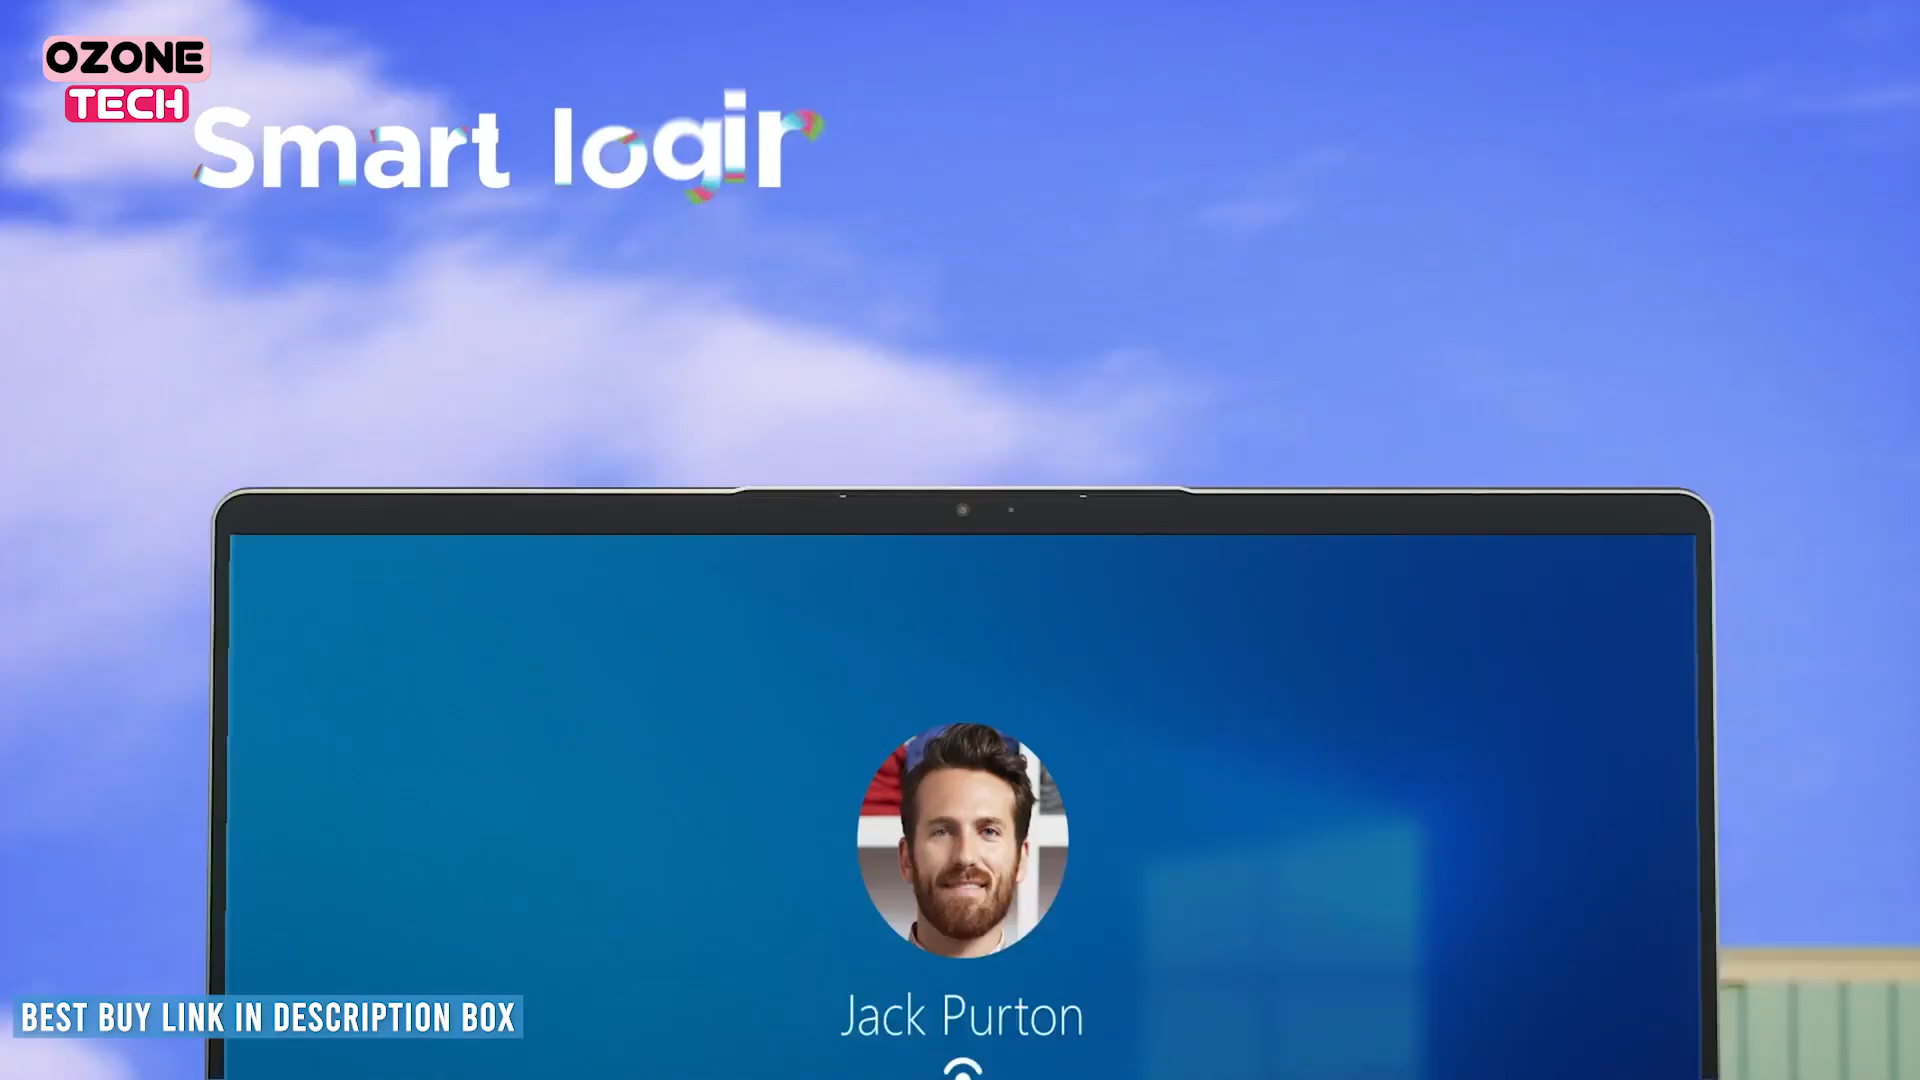 OZONE
TECH
Smart login
BEST BUY LINK IN DESCRIPTION BOX
Jack Purton